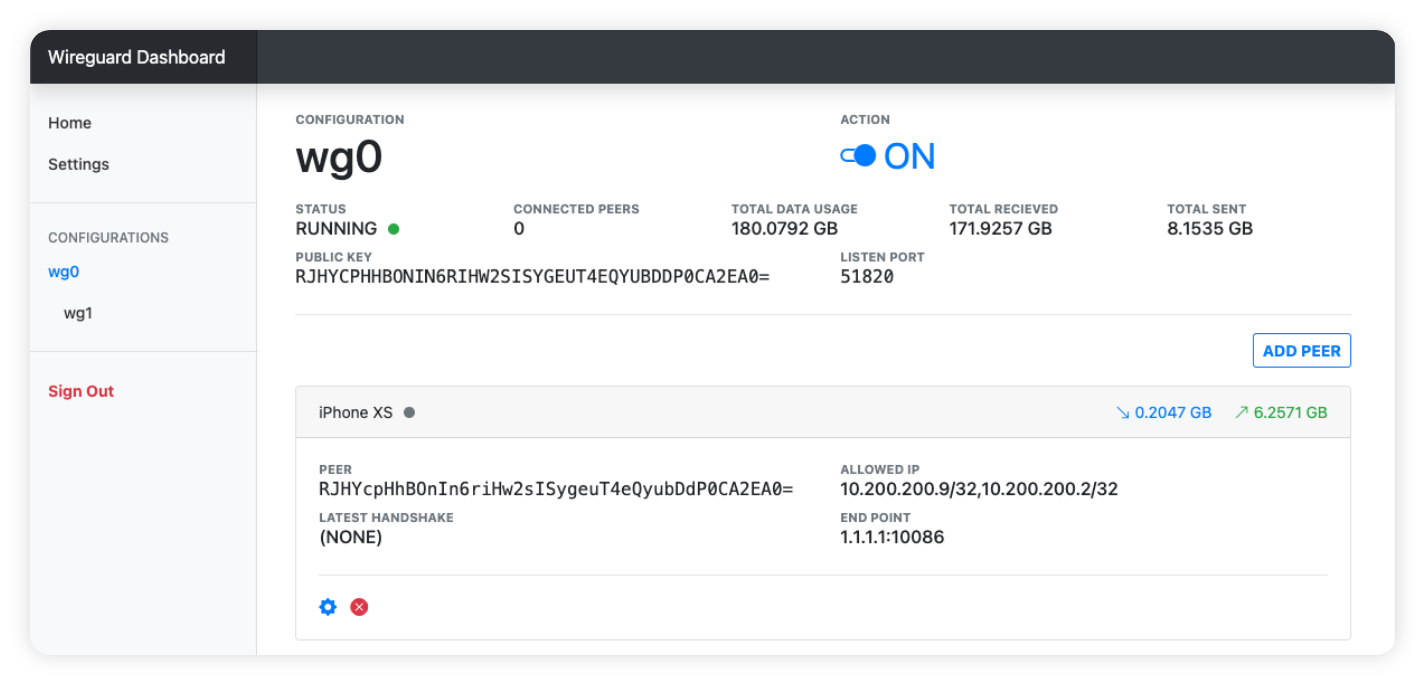 Wireguard Dashboard
Home
Settings
CONFIGURATIONS
wg0
wg1
Sign Out
CONFIGURATION
wg0
ACTION
ON
STATUS
RUNNING
CONNECTED PEERS
0
TOTAL DATA USAGE
180.0792 GB
TOTAL RECIEVED
171.9257 GB
TOTAL SENT
8.1535 GB
PUBLIC KEY
RJHYCPHHBONIN6RIHW2SISYGEUT4EQYUBDDP0CA2EA0=
LISTEN PORT
51820
ADD PEER
iPhone XS
0.2047 GB
6.2571 GB
PEER
RJHYcpHhBOnIn6riHw2sISygeuT4eQyubDdP0CA2EA0=
ALLOWED IP
10.200.200.9/32,10.200.200.2/32
LATEST HANDSHAKE
(NONE)
END POINT
1.1.1.1:10086